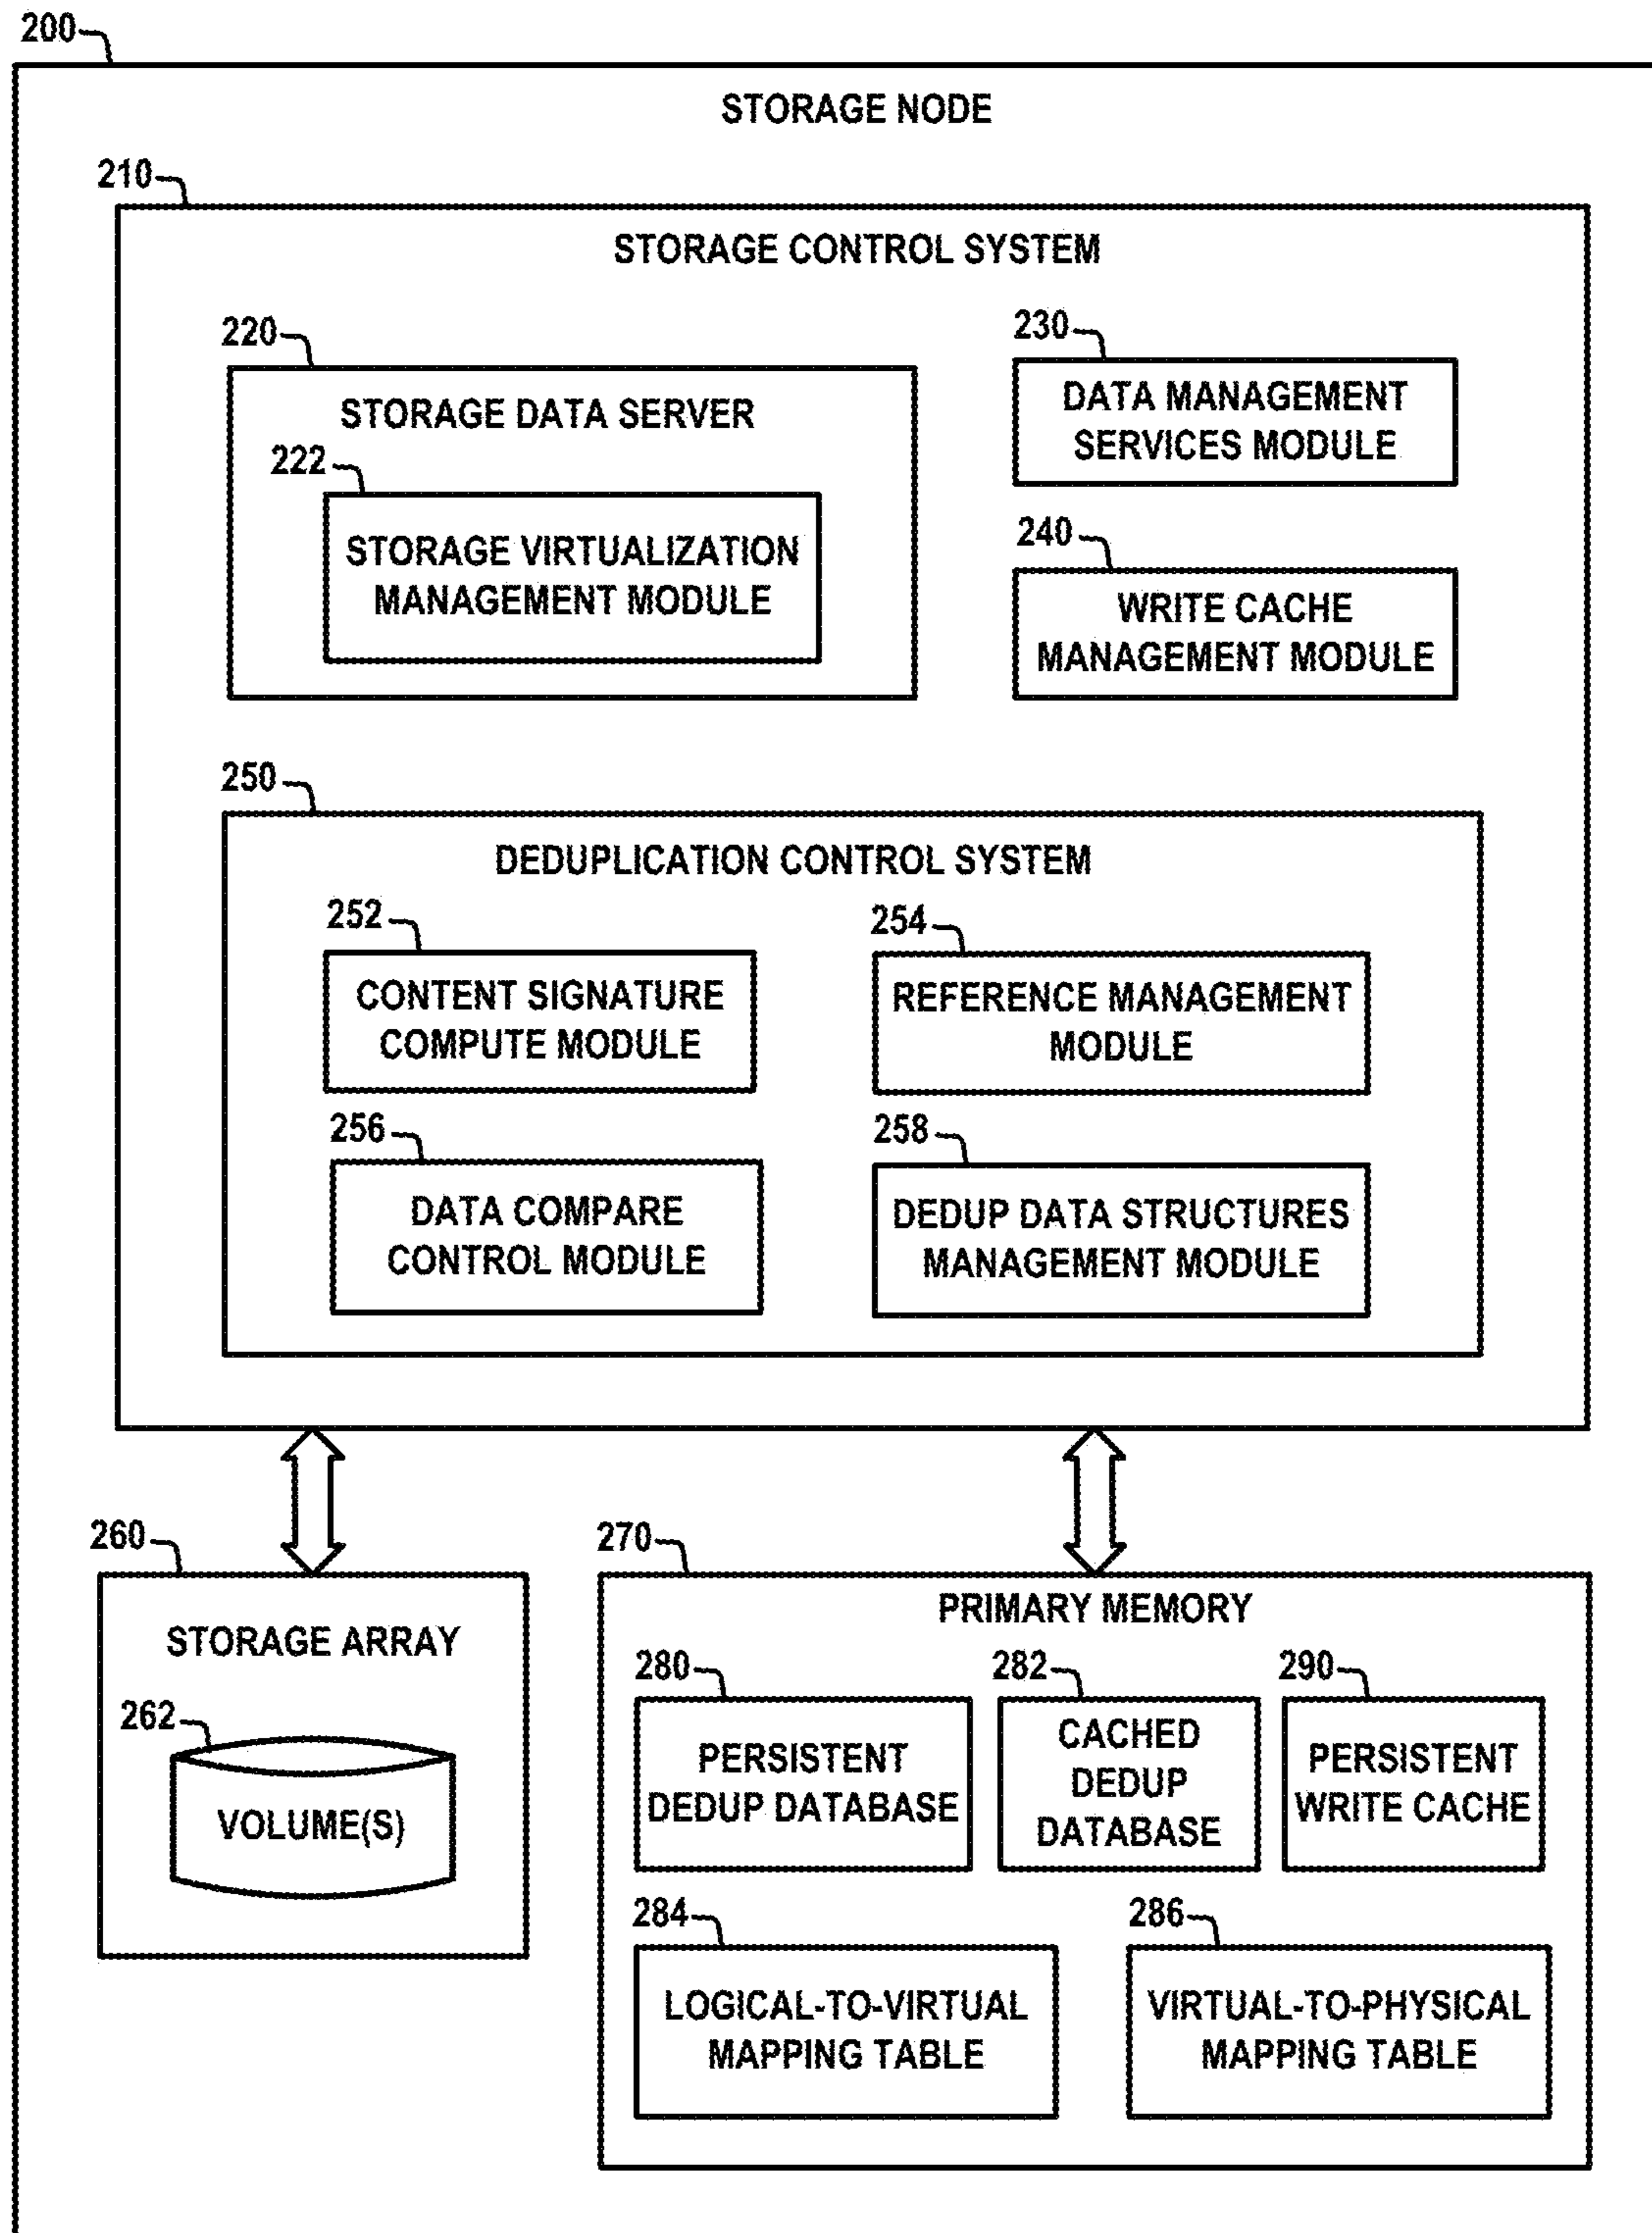 200
STORAGE NODE
210
STORAGE CONTROL SYSTEM
220
STORAGE DATA SERVER
222
STORAGE VIRTUALIZATION
MANAGEMENT MODULE
230
DATA MANAGEMENT
SERVICES MODULE
240
WRITE CACHE
MANAGEMENT MODULE
250
DEDUPLICATION CONTROL SYSTEM
252
CONTENT SIGNATURE
COMPUTE MODULE
254
REFERENCE MANAGEMENT
MODULE
256
DATA COMPARE
CONTROL MODULE
258
DEDUP DATA STRUCTURES
MANAGEMENT MODULE
260
STORAGE ARRAY
262
VOLUME(S)
270
PRIMARY MEMORY
280
PERSISTENT
DEDUP DATABASE
282
CACHED
DEDUP
DATABASE
290
PERSISTENT
WRITE CACHE
284
LOGICAL-TO-VIRTUAL
MAPPING TABLE
286
VIRTUAL-TO-PHYSICAL
MAPPING TABLE